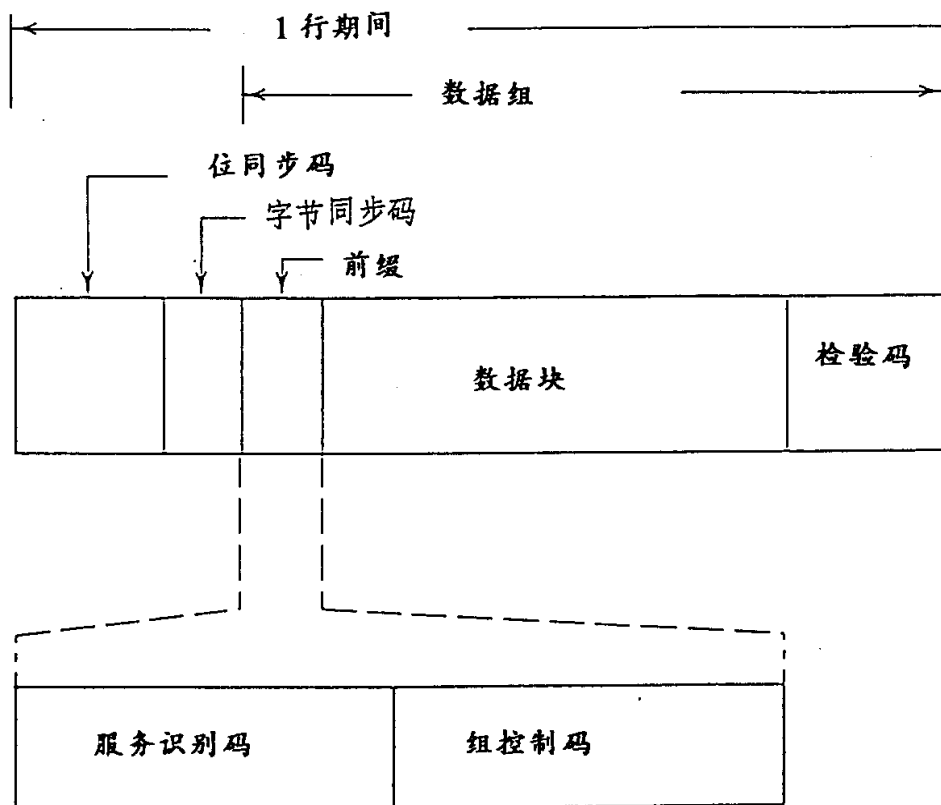 1行期间
数据组
位同步码
字节同步码
前缀
数据块
检验码
服务识别码
组控制码